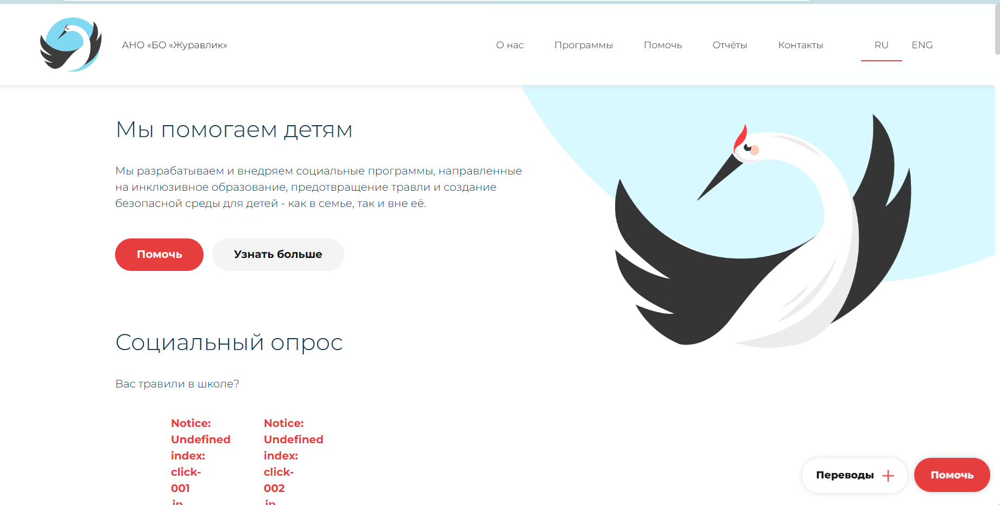 АНО «БО «Журавлик»
О нас
Программы
Помочь
Отчёты
Контакты
RU
ENG
Мы помогаем детям
Мы разрабатываем и внедряем социальные программы, направленные
на инклюзивное образование, предотвращение травли и создание
безопасной среды для детей - как в семье, так и вне её.
Помочь
Узнать больше
Социальный опрос
Вас травили в школе?
Notice:
Undefined
index:
click-
001
in
Notice:
Undefined
index:
click-
002
in
Переводы +
Помочь